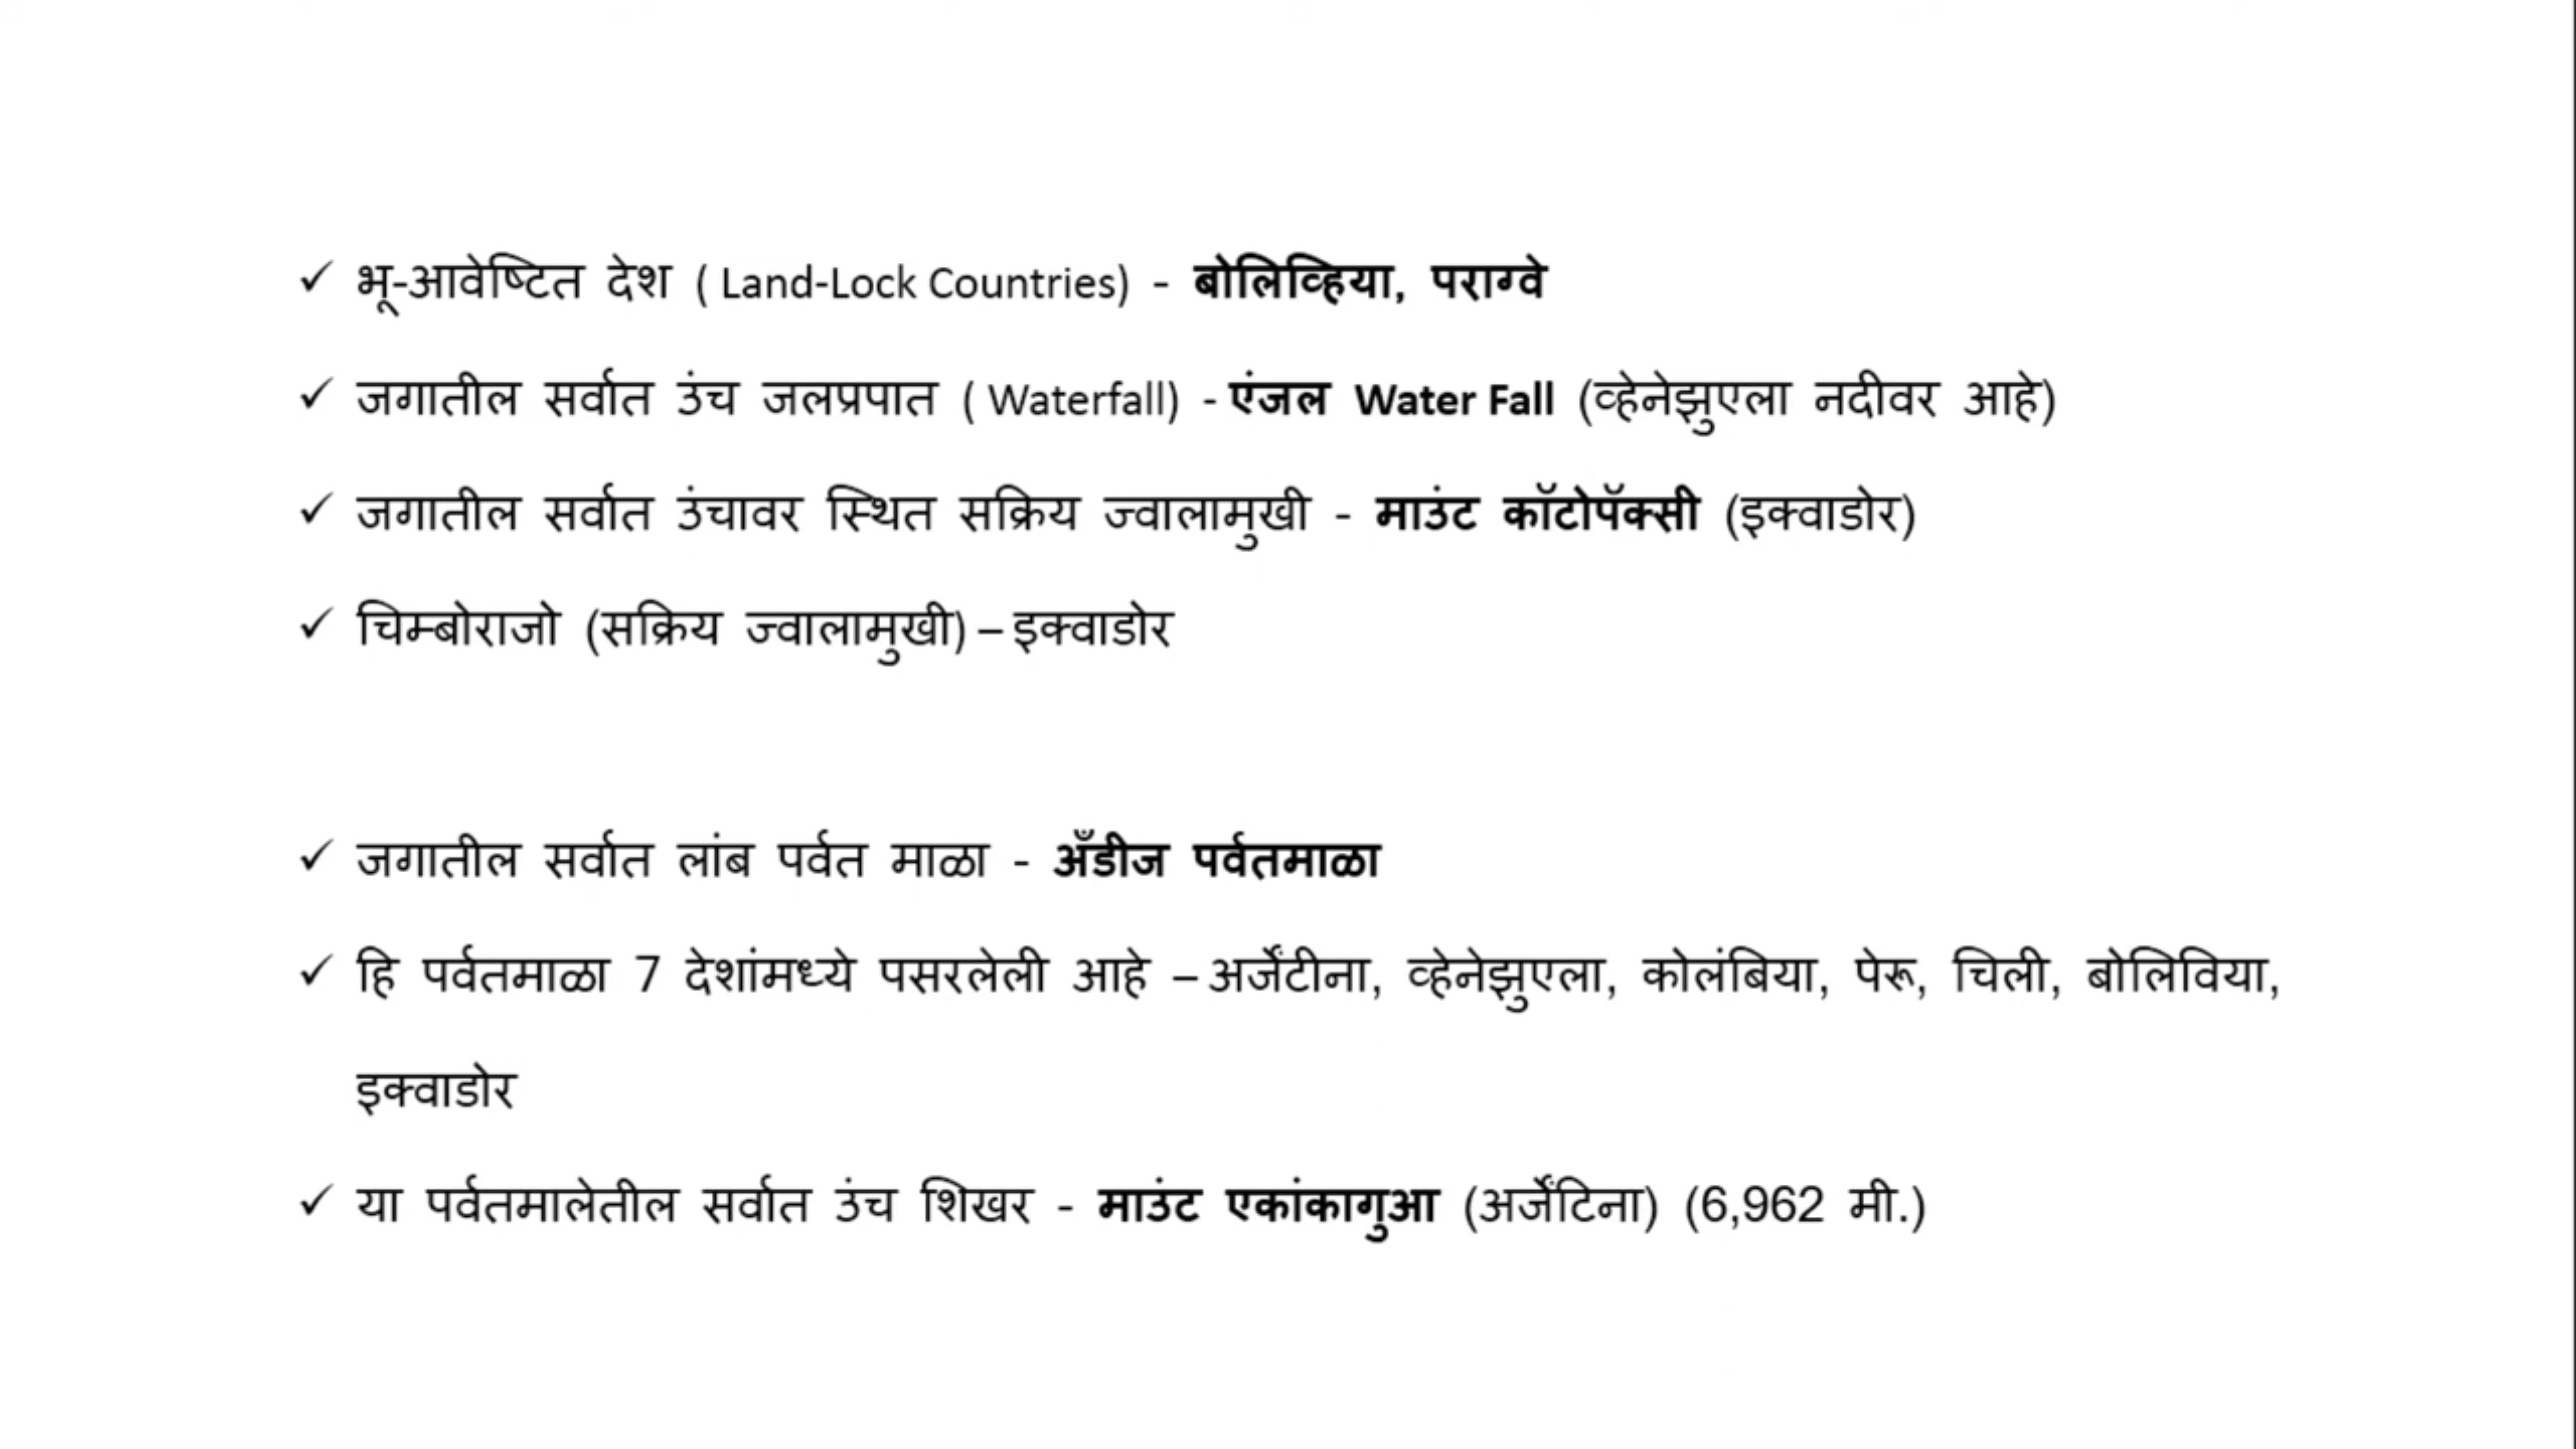 ✓ भू-आवेष्टित देश ( Land-Lock Countries) - बोलिव्हिया, पराग्वे
✓ जगातील सर्वात उंच जलप्रपात ( Waterfall) - एंजल Water Fall (व्हेनेझुएला नदीवर आहे)
✓ जगातील सर्वात उंचावर स्थित सक्रिय ज्वालामुखी - माउंट कॉटोपॅक्सी (इक्वाडोर)
✓ चिम्बोराजो (सक्रिय ज्वालामुखी) – इक्वाडोर
✓ जगातील सर्वात लांब पर्वत माळा - अँडीज पर्वतमाळा
✓ हि पर्वतमाळा 7 देशांमध्ये पसरलेली आहे – अर्जेंटीना, व्हेनेझुएला, कोलंबिया, पेरू, चिली, बोलिविया,
इक्वाडोर
✓ या पर्वतमालेतील सर्वात उंच शिखर - माउंट एकांकागुआ (अर्जेंटिना) (6,962 मी.)